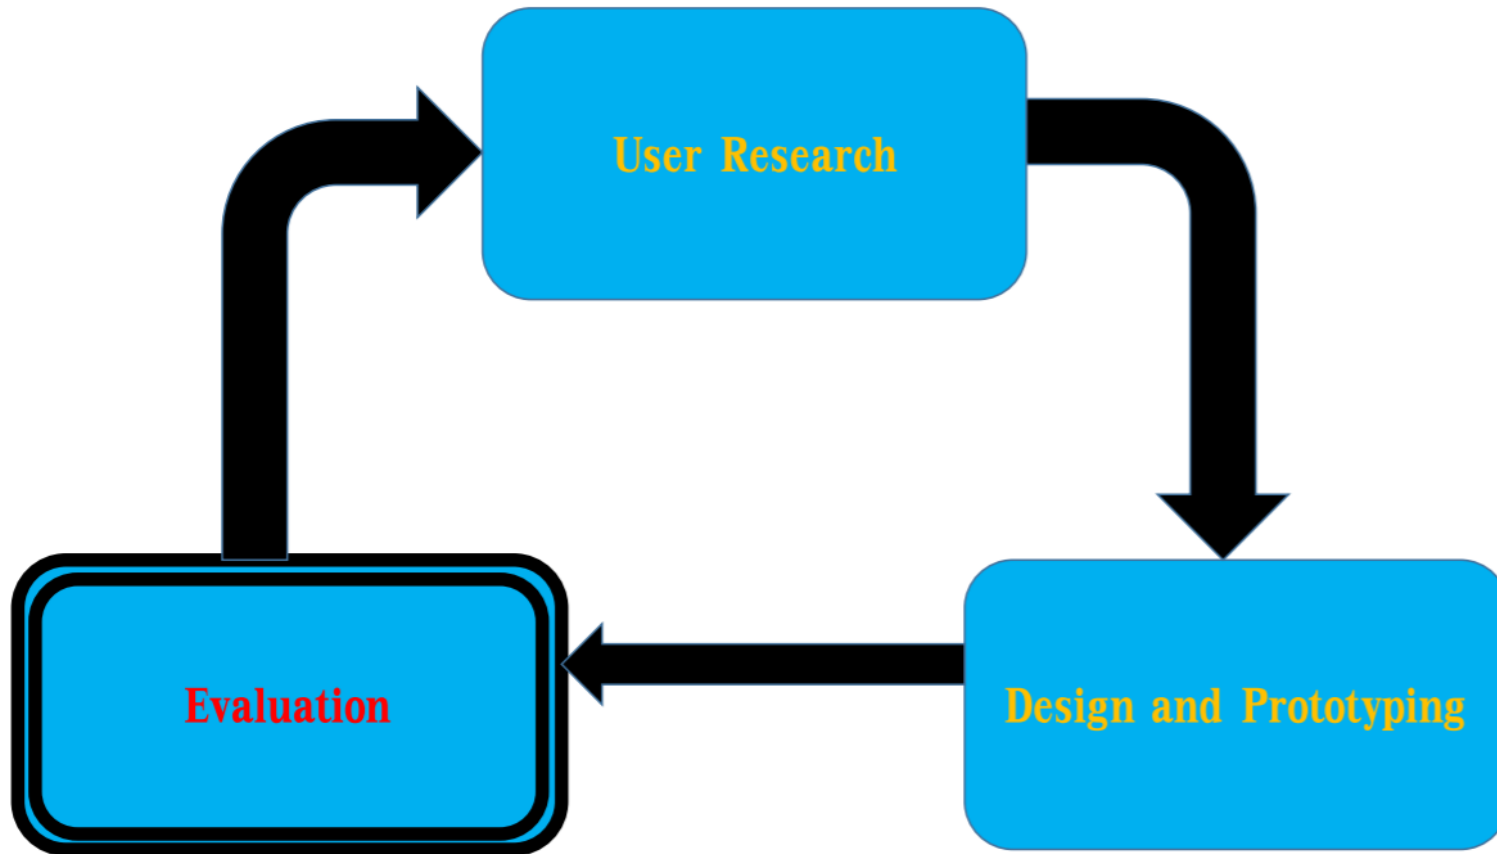 User Research
Evaluation
Design and Prototyping